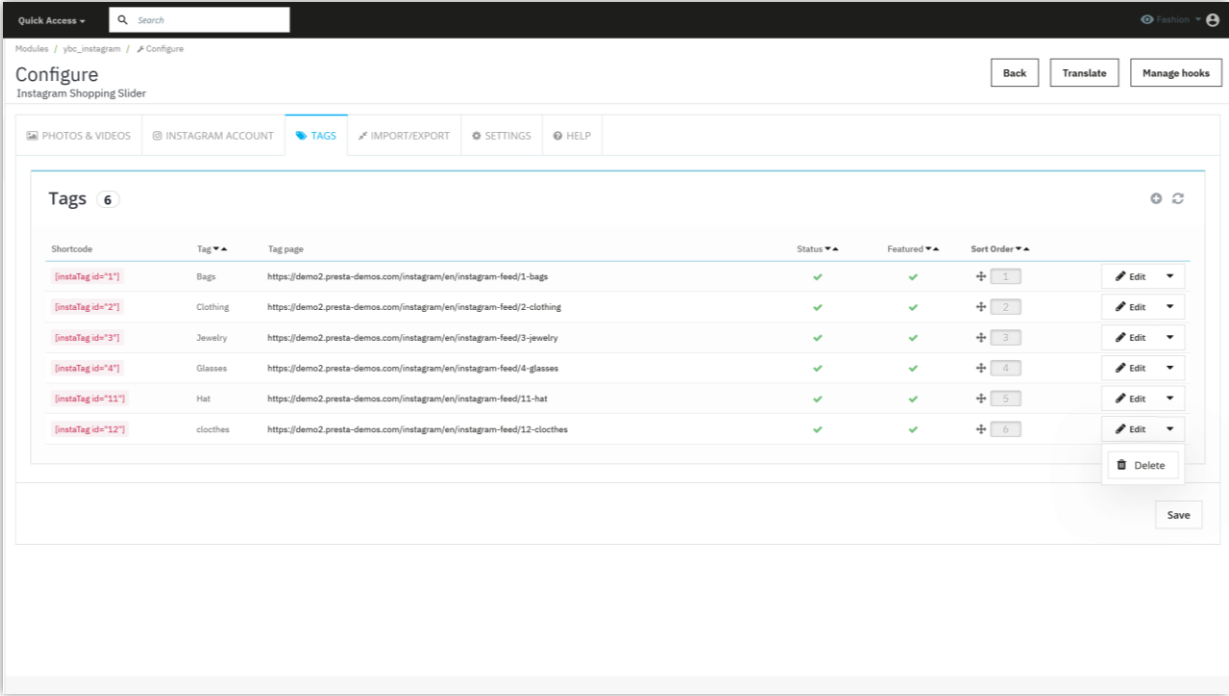 Quick Access
Search
Fashion
Modules / ybc_instagram / Configure
Configure
Instagram Shopping Slider
Back
Translate
Manage hooks
PHOTOS & VIDEOS
INSTAGRAM ACCOUNT
TAGS
IMPORT/EXPORT
SETTINGS
HELP
Tags 6
Shortcode Tag Tag page Status Featured Sort Order
[instaTag id="1"] Bags https://demo2.presta-demos.com/instagram/en/instagram-feed/1-bags 1 Edit
[instaTag id="2"] Clothing https://demo2.presta-demos.com/instagram/en/instagram-feed/2-clothing 2 Edit
[instaTag id="3"] Jewelry https://demo2.presta-demos.com/instagram/en/instagram-feed/3-jewelry 3 Edit
[instaTag id="4"] Glasses https://demo2.presta-demos.com/instagram/en/instagram-feed/4-glasses 4 Edit
[instaTag id="11"] Hat https://demo2.presta-demos.com/instagram/en/instagram-feed/11-hat 5 Edit
[instaTag id="12"] clocthes https://demo2.presta-demos.com/instagram/en/instagram-feed/12-clocthes 6 Edit
Delete
Save